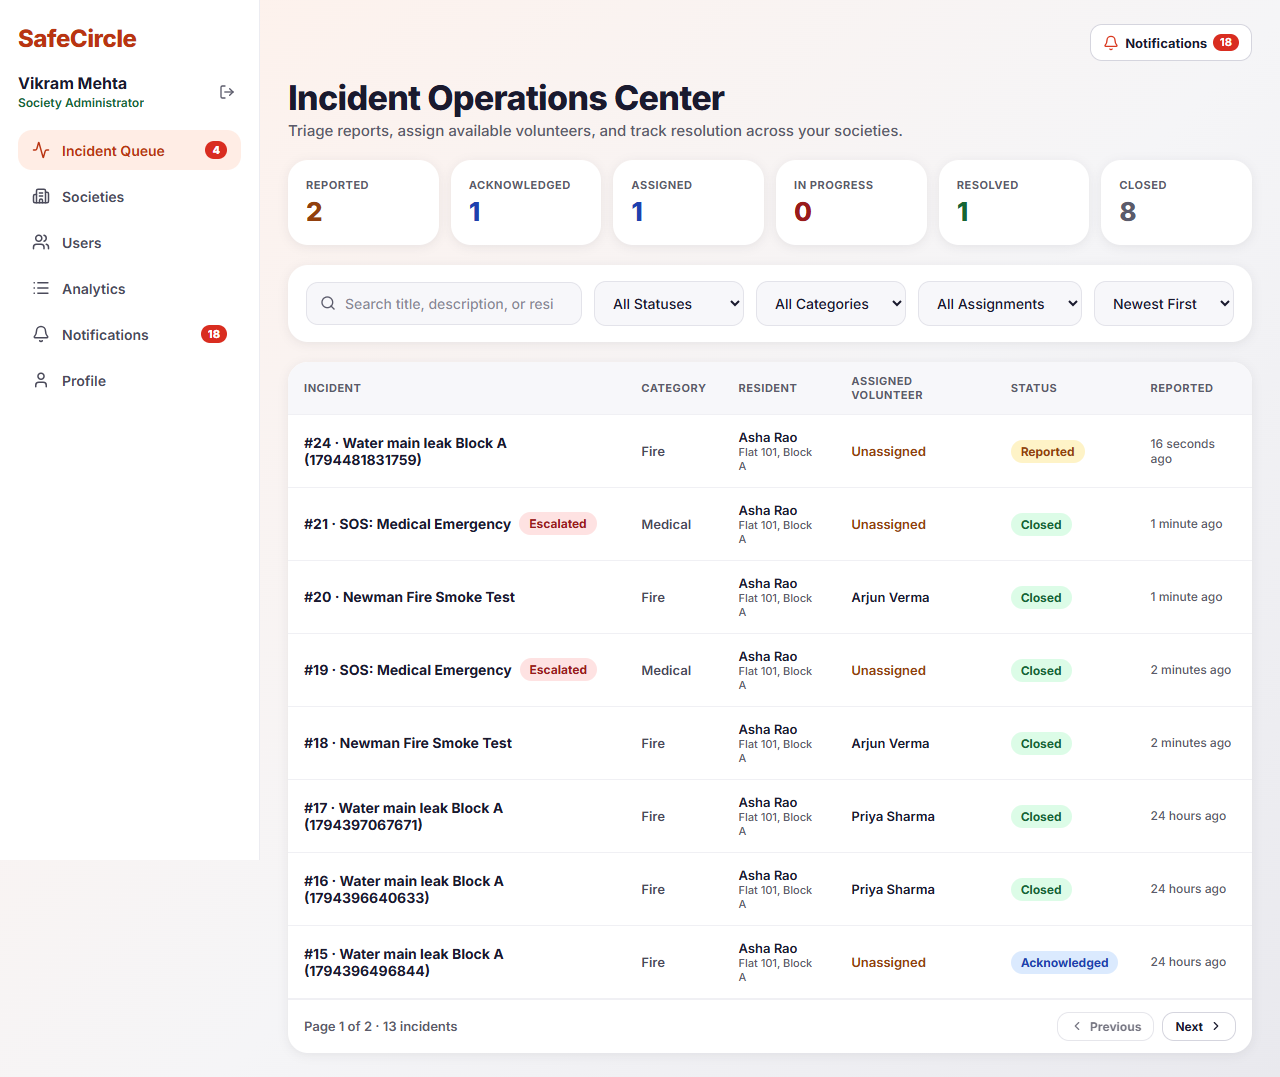 SafeCircle
Vikram Mehta
Society Administrator
Incident Queue 4
Societies
Users
Analytics
Notifications 18
Profile
Notifications 18
Incident Operations Center
Triage reports, assign available volunteers, and track resolution across your societies.
REPORTED
2
ACKNOWLEDGED
1
ASSIGNED
1
IN PROGRESS
0
RESOLVED
1
CLOSED
8
Search title, description, or resi
All Statuses
All Categories
All Assignments
Newest First
INCIDENT CATEGORY RESIDENT ASSIGNED VOLUNTEER STATUS REPORTED
#24 · Water main leak Block A
(1794481831759)
Fire
Asha Rao
Flat 101, Block
A
Unassigned
Reported
16 seconds
ago
#21 · SOS: Medical Emergency Escalated
Medical
Asha Rao
Flat 101, Block
A
Unassigned
Closed
1 minute ago
#20 · Newman Fire Smoke Test
Fire
Asha Rao
Flat 101, Block
A
Arjun Verma
Closed
1 minute ago
#19 · SOS: Medical Emergency Escalated
Medical
Asha Rao
Flat 101, Block
A
Unassigned
Closed
2 minutes ago
#18 · Newman Fire Smoke Test
Fire
Asha Rao
Flat 101, Block
A
Arjun Verma
Closed
2 minutes ago
#17 · Water main leak Block A
(1794397067671)
Fire
Asha Rao
Flat 101, Block
A
Priya Sharma
Closed
24 hours ago
#16 · Water main leak Block A
(1794396640633)
Fire
Asha Rao
Flat 101, Block
A
Priya Sharma
Closed
24 hours ago
#15 · Water main leak Block A
(1794396496844)
Fire
Asha Rao
Flat 101, Block
A
Unassigned
Acknowledged
24 hours ago
Page 1 of 2 · 13 incidents
Previous
Next